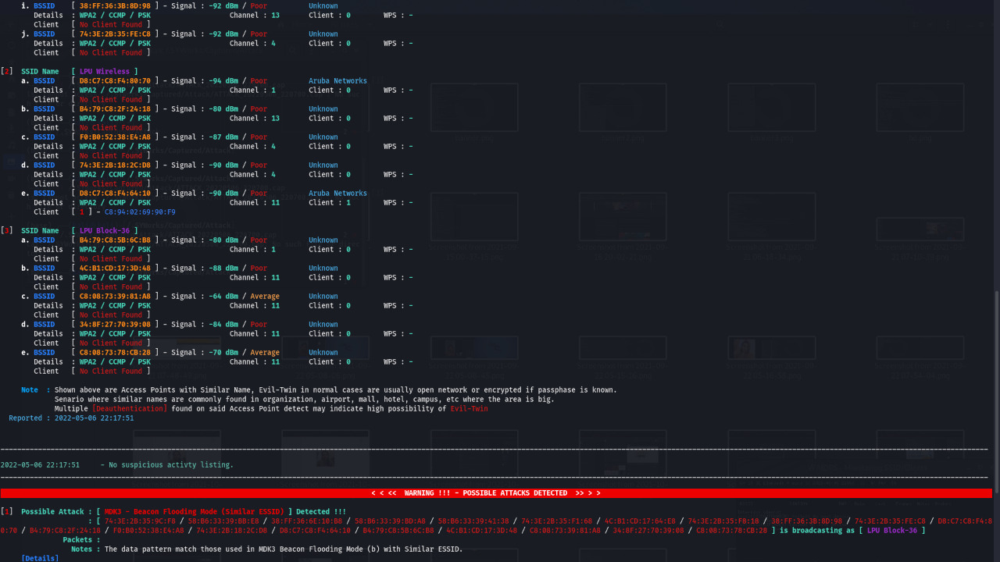 i. BSSID [ 38:FF:36:3B:8D:98 ] - Signal : -92 dBm / Poor Unknown
Details : WPA2 / CCMP / PSK Channel : 13 Client : 0 WPS : -
Client [ No Client Found ]
j. BSSID [ 74:3E:2B:35:FE:C8 ] - Signal : -92 dBm / Poor Unknown
Details : WPA2 / CCMP / PSK Channel : 4 Client : 0 WPS : -
Client [ No Client Found ]
[2] SSID Name [ LPU Wireless ]
a. BSSID [ D8:C7:C8:F4:80:70 ] - Signal : -94 dBm / Poor Aruba Networks
Details : WPA2 / CCMP / PSK Channel : 1 Client : 0 WPS : -
Client [ No Client Found ]
b. BSSID [ B4:79:C8:2F:24:18 ] - Signal : -80 dBm / Poor Unknown
Details : WPA2 / CCMP / PSK Channel : 13 Client : 0 WPS : -
Client [ No Client Found ]
c. BSSID [ F0:B0:52:38:E4:A8 ] - Signal : -87 dBm / Poor Unknown
Details : WPA2 / CCMP / PSK Channel : 4 Client : 0 WPS : -
Client [ No Client Found ]
d. BSSID [ 74:3E:2B:18:2C:D8 ] - Signal : -90 dBm / Poor Unknown
Details : WPA2 / CCMP / PSK Channel : 4 Client : 0 WPS : -
Client [ No Client Found ]
e. BSSID [ D8:C7:C8:F4:64:10 ] - Signal : -90 dBm / Poor Aruba Networks
Details : WPA2 / CCMP / PSK Channel : 11 Client : 1 WPS : -
Client [ 1 ] - C8:94:02:69:90:F9
[3] SSID Name [ LPU Block-36 ]
a. BSSID [ B4:79:C8:5B:6C:B8 ] - Signal : -80 dBm / Poor Unknown
Details : WPA2 / CCMP / PSK Channel : 1 Client : 0 WPS : -
Client [ No Client Found ]
b. BSSID [ 4C:B1:CD:17:3D:48 ] - Signal : -88 dBm / Poor Unknown
Details : WPA2 / CCMP / PSK Channel : 11 Client : 0 WPS : -
Client [ No Client Found ]
c. BSSID [ C8:08:73:39:81:A8 ] - Signal : -64 dBm / Average Unknown
Details : WPA2 / CCMP / PSK Channel : 11 Client : 0 WPS : -
Client [ No Client Found ]
d. BSSID [ 34:8F:27:70:39:08 ] - Signal : -84 dBm / Poor Unknown
Details : WPA2 / CCMP / PSK Channel : 11 Client : 0 WPS : -
Client [ No Client Found ]
e. BSSID [ C8:08:73:78:CB:28 ] - Signal : -70 dBm / Average Unknown
Details : WPA2 / CCMP / PSK Channel : 11 Client : 0 WPS : -
Client [ No Client Found ]
Note : Shown above are Access Points with Similar Name, Evil-Twin in normal cases are usually open network or encrypted if passphase is known.
Senario where similar names are commonly found in organization, airport, mall, hotel, campus, etc where the area is big.
Multiple [Deauthentication] found on said Access Point detect may indicate high possibility of Evil-Twin
Reported : 2022-05-06 22:17:51
2022-05-06 22:17:51 - No suspicious activty listing.
< < << WARNING !!! - POSSIBLE ATTACKS DETECTED >> > >
[1] Possible Attack : [ MDK3 - Beacon Flooding Mode (Similar ESSID) ] Detected !!!
: [ 74:3E:2B:35:9C:F8 / 58:B6:33:39:BB:E8 / 38:FF:36:6E:10:B8 / 58:B6:33:39:BD:A8 / 58:B6:33:39:41:38 / 74:3E:2B:35:F1:68 / 4C:B1:CD:17:64:E8 / 74:3E:2B:35:F8:18 / 38:FF:36:3B:8D:98 / 74:3E:2B:35:FE:C8 / D8:C7:C8:F4:8
0:70 / B4:79:C8:2F:24:18 / F0:B0:52:38:E4:A8 / 74:3E:2B:18:2C:D8 / D8:C7:C8:F4:64:10 / B4:79:C8:5B:6C:B8 / 4C:B1:CD:17:3D:48 / C8:08:73:39:81:A8 / 34:8F:27:70:39:08 / C8:08:73:78:CB:28 ] is broadcasting as [ LPU Block-36 ]
Packets :
Notes : The data pattern match those used in MDK3 Beacon Flooding Mode (b) with Similar ESSID.
[Details]